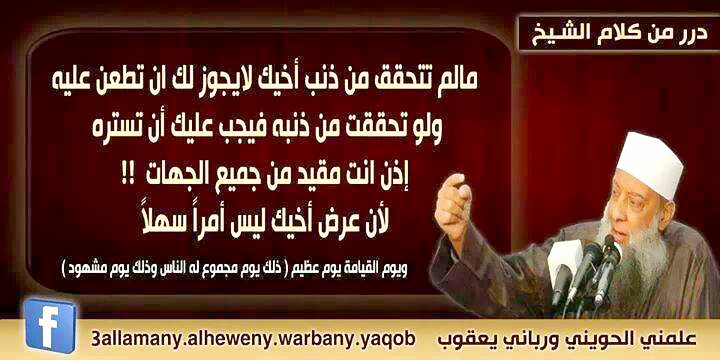 درر من كلام الشيخ
مالم تتحقق من ذنب أخيك لايجوز لك ان تطعن عليه
ولو تحققت من ذنبه فيجب عليك أن تستره
إذن انت مقيد من جميع الجهات !!
لأن عرض أخيك ليس أمراً سهلاً
ويوم القيامة يوم عظيم ( ذلك يوم مجموع له الناس وذلك يوم مشهود )
علمني الحويني ورباني يعقوب 3allamany.alheweny.warbany.yaqob f